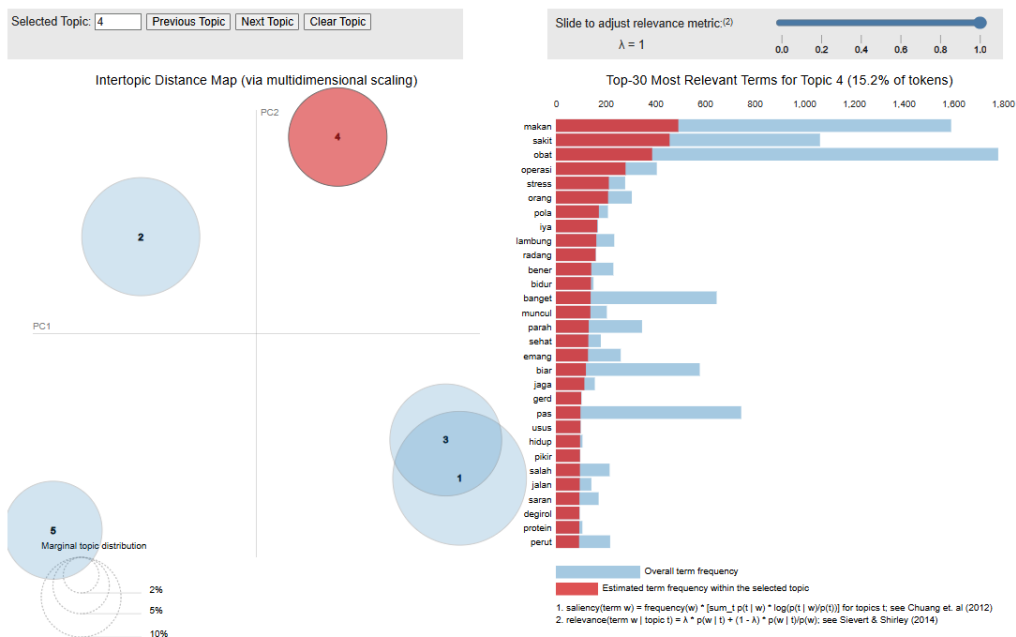 Selected Topic: 4 Previous Topic Next Topic Clear Topic
Slide to adjust relevance metric:(2)
λ = 1
0.0 0.2 0.4 0.6 0.8 1.0
Intertopic Distance Map (via multidimensional scaling)
PC2
PC1
4
2
3
1
5
Marginal topic distribution
2%
5%
10%
Top-30 Most Relevant Terms for Topic 4 (15.2% of tokens)
0 200 400 600 800 1,000 1,200 1,400 1,600 1,800
makan
sakit
obat
operasi
stress
orang
pola
iya
lambung
radang
bener
bidur
banget
muncul
parah
sehat
emang
biar
jaga
gerd
pas
usus
hidup
pikir
salah
jalan
saran
degirol
protein
perut
Overall term frequency
Estimated term frequency within the selected topic
1. saliency(term w) = frequency(w) * [sum_t p(t | w) * log(p(t | w)/p(t))] for topics t; see Chuang et. al (2012)
2. relevance(term w | topic t) = λ * p(w | t) + (1 - λ) * p(w | t)/p(w); see Sievert & Shirley (2014)